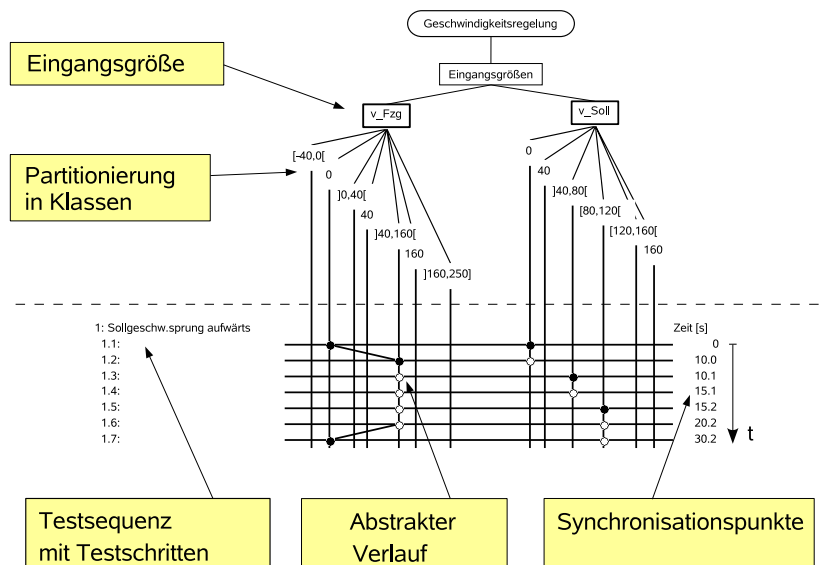 Geschwindigkeitsregelung
Eingangsgröße
Eingangsgrößen
v_Fzg
v_Soll
Partitionierung
in Klassen
[-40,0[
0
]0,40[
40
]40,160[
160
]160,250]
0
40
]40,80[
[80,120[
[120,160[
160
1: Sollgeschw.sprung aufwärts
Zeit [s]
1.1:
0
1.2:
10.0
1.3:
10.1
1.4:
15.1
1.5:
15.2
1.6:
20.2
1.7:
30.2
t
Testsequenz
mit Testschritten
Abstrakter
Verlauf
Synchronisationspunkte